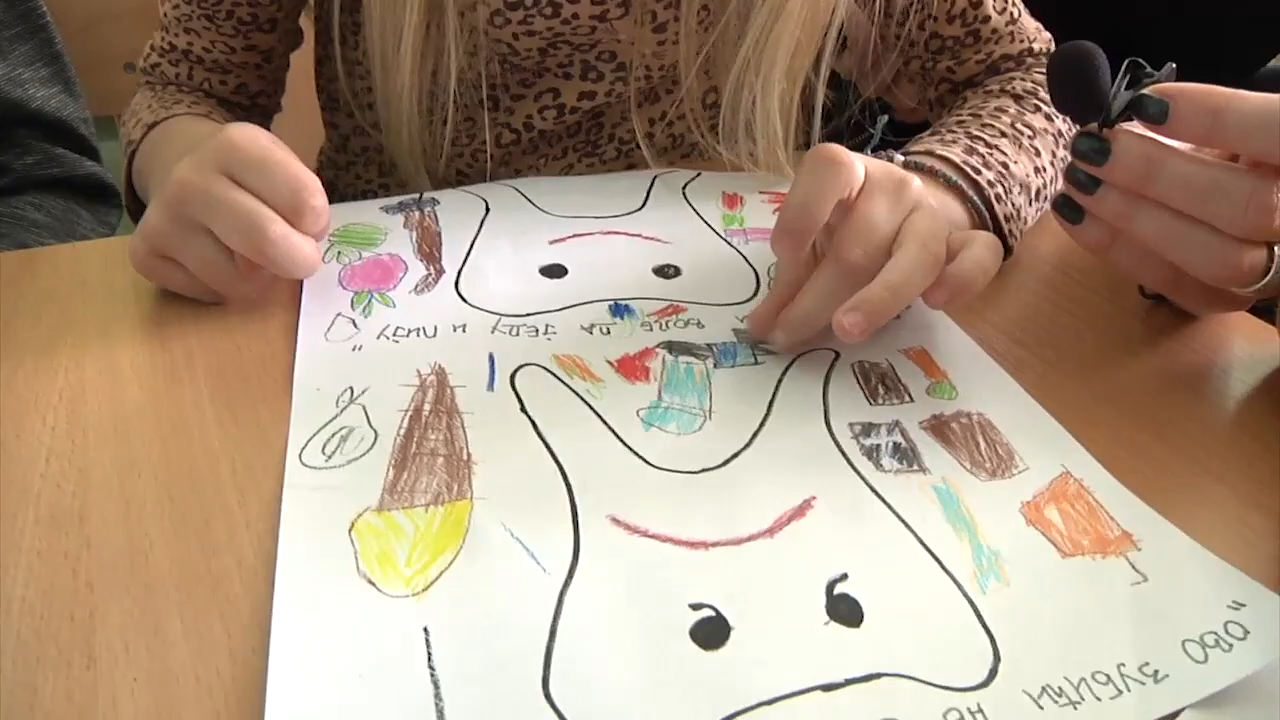 "ОВО ЗУБИЋИ НЕ
ВОЛЕ ДА ЈЕДУ И ПИЈУ"